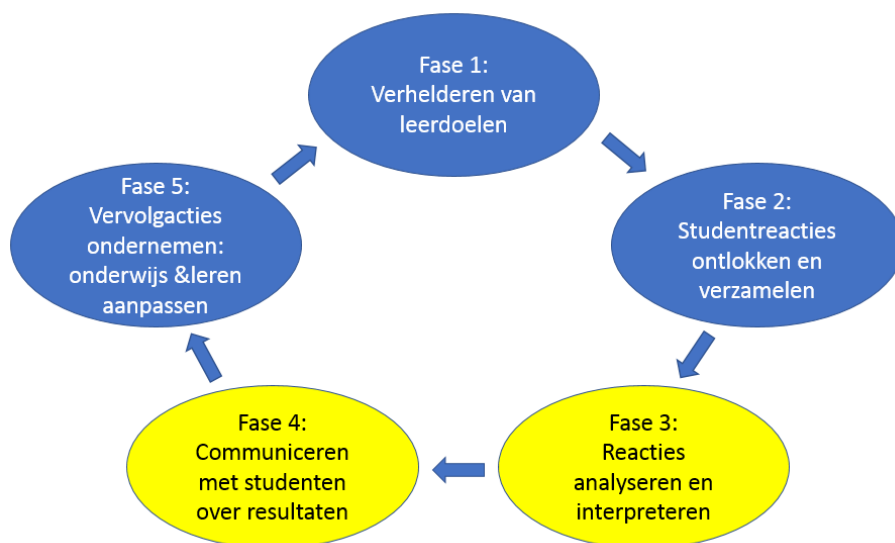 Fase 1:
Verhelderen van
leerdoelen
Fase 2:
Studentreacties
ontlokken en
verzamelen
Fase 3:
Reacties
analyseren en
interpreteren
Fase 4:
Communiceren
met studenten
over resultaten
Fase 5:
Vervolgacties
ondernemen:
onderwijs &leren
aanpassen